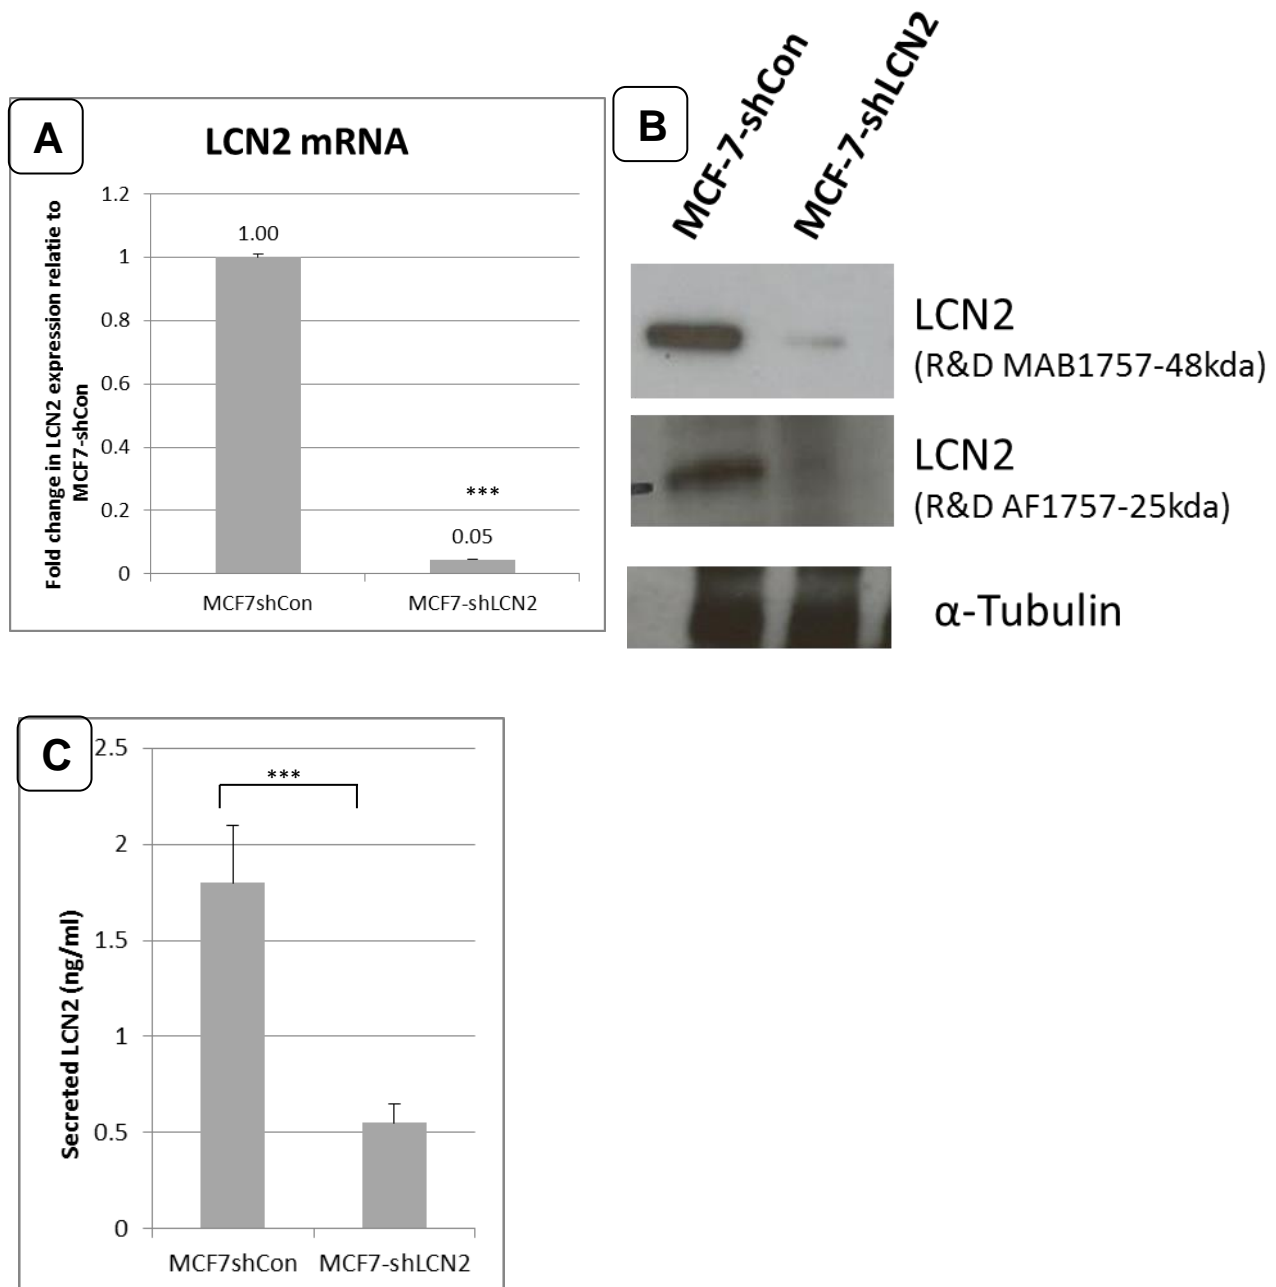 A
LCN2 mRNA
Fold change in LCN2 expression relatie to
MCF7-shCon
1.2
1
0.8
0.6
0.4
0.2
0
1.00
***
0.05
MCF7shCon MCF7-shLCN2
B
MCF-7-shCon
MCF-7-shLCN2
LCN2
(R&D MAB1757-48kda)
LCN2
(R&D AF1757-25kda)
α-Tubulin
C
Secreted LCN2 (ng/ml)
2.5
2
1.5
1
0.5
0
***
MCF7shCon MCF7-shLCN2